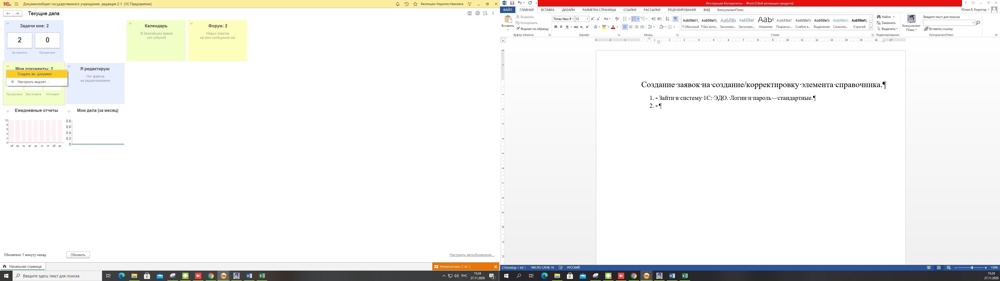 Документооборот государственного учреждения, редакция 2.1 (1С:Предприятие)
Васильцюн Людмила Ивановна
Текущие дела
Задачи мне: 2
2 0
Не принято Просрочено
Календарь
В ближайшее время
нет событий
Форум: 2
Новых ответов
на мои сообщения нет
Мои документы: 2
Создать вн. документ
Настроить виджет...
Просрочено Без ответа Истекают
Я редактирую
Нет файлов
на редактировании
Ежедневные отчеты
10
8
6
4
2
0
сб вс пн вт ср чт пт сб вс
Мои дела (за месяц)
0.8
0.6
0.4
0.2
0
Обновлено 1 минуту назад
Обновить
Настроить автообновление...
Начальная страница
Непрочитано 2 от 1
Введите здесь текст для поиска
РУС
15:24
27.11.2020
2
Инструкция Контрагенты - Word (Сбой активации продукта)
ФАЙЛ ГЛАВНАЯ ВСТАВКА ДИЗАЙН РАЗМЕТКА СТРАНИЦЫ ССЫЛКИ РАССЫЛКИ РЕЦЕНЗИРОВАНИЕ ВИД КонсультантПлюс
Юлия А. Корогод
Вставить
Вырезать
Копировать
Формат по образцу
Буфер обмена
Times New R 12
Ж К Ч abc x₂ x²
Шрифт
Абзац
АаБбВвГг, АаБбВвГг, АаБбВı АаБбВвГ АаЫ АаБбВвГ АаБбВвГг АаБбВвГг АаБбВвГг АаБбВвГг,
¶ Обычный ¶ Без инте... Заголово... Заголово... Название Подзагол... Слабое в... Выделение Сильное... Строгий
Стили
Найти
Заменить
Выделить
Редактирование
Консультант
Плюс
Введите текст для поиска:
Вставить ссылку
КонсультантПлюс
Создание·заявок·на·создание/корректировку·элемента·справочника.¶
1.→Зайти·в·систему·1С:·ЭДО.·Логин·и·пароль·–·стандартные.¶
2.→¶
СТРАНИЦА 1 ИЗ 1 ЧИСЛО СЛОВ: 16 РУССКИЙ
150%
15:24
27.11.2020